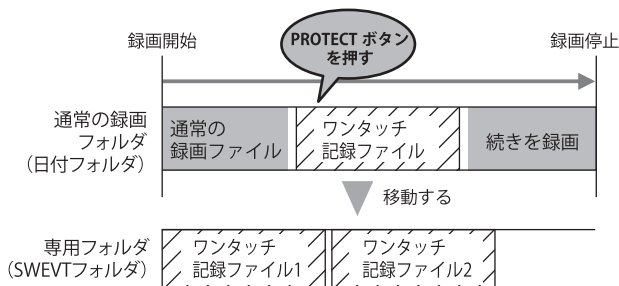 録画開始
PROTECT ボタン
を押す
録画停止
通常の録画
フォルダ
（日付フォルダ）
通常の
録画ファイル
ワンタッチ
記録ファイル
続きを録画
移動する
専用フォルダ
（SWEVTフォルダ）
ワンタッチ
記録ファイル1
ワンタッチ
記録ファイル2